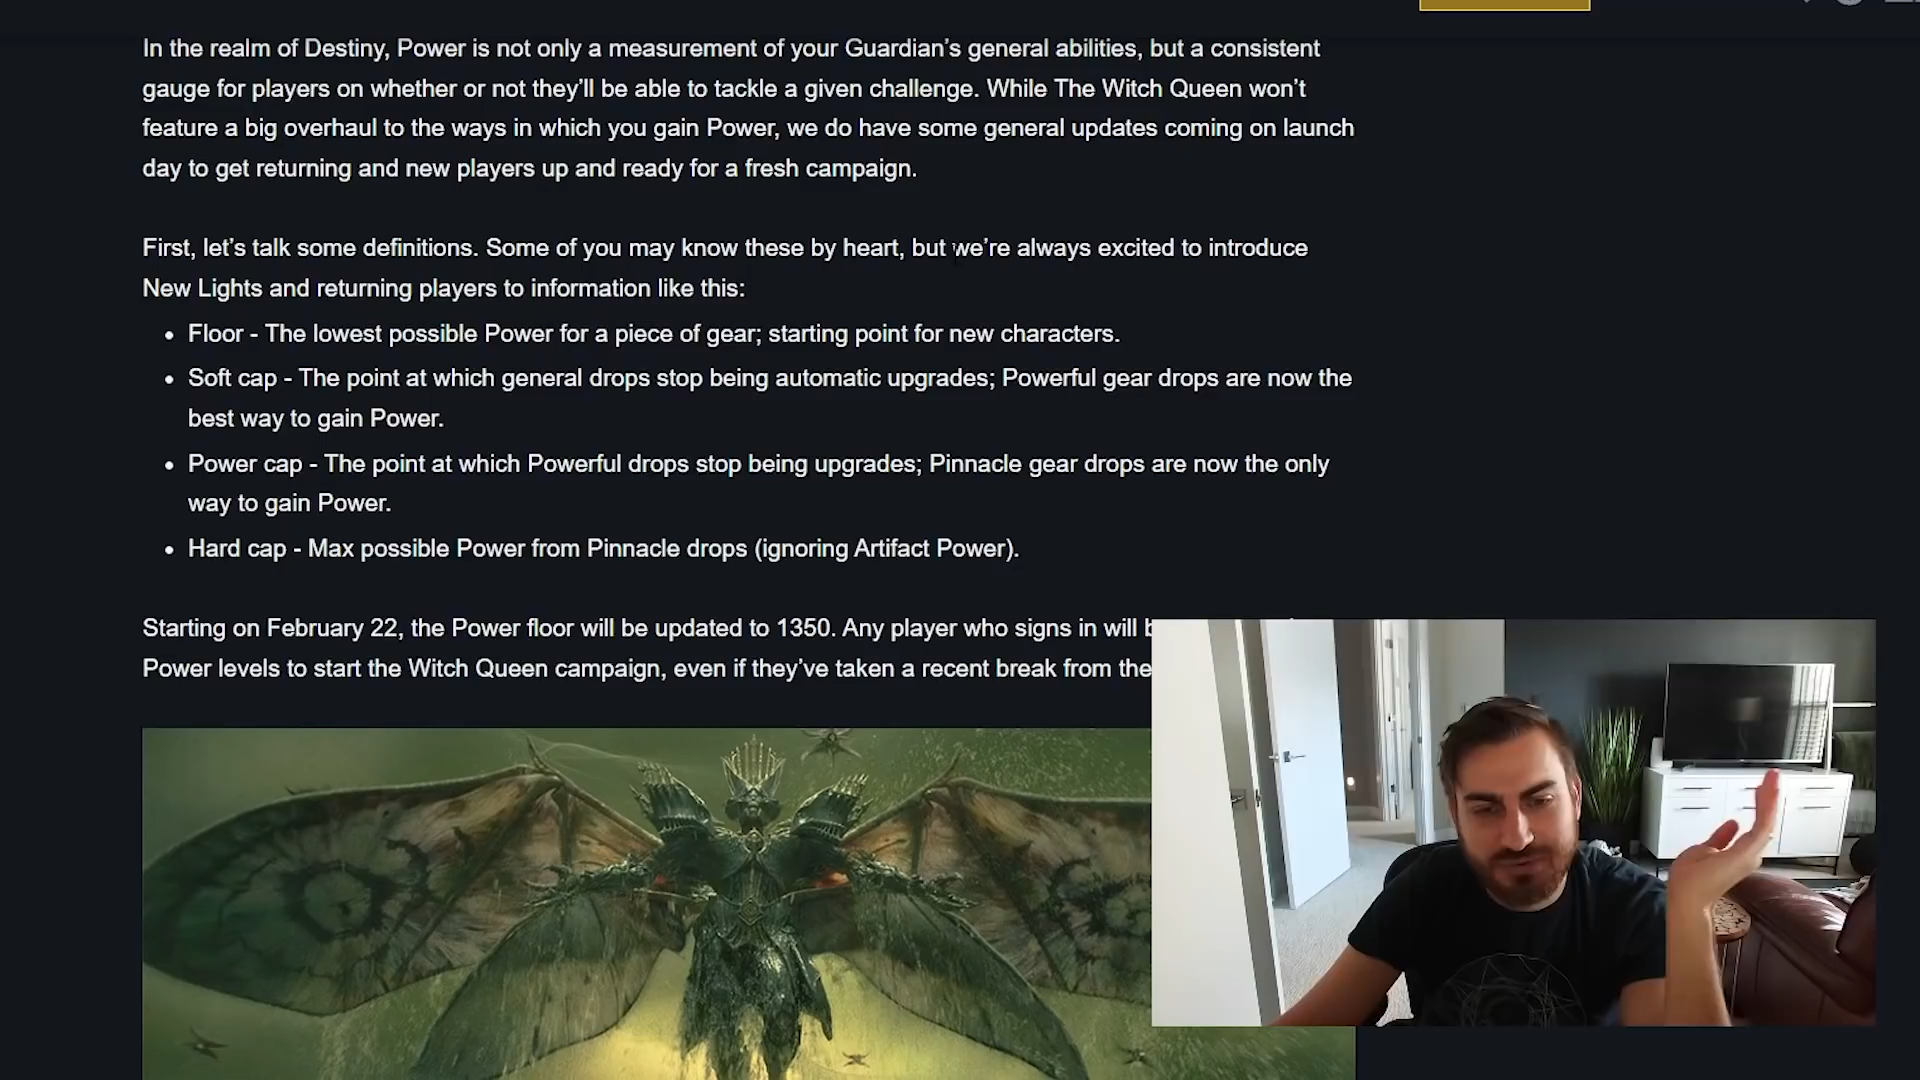 In the realm of Destiny, Power is not only a measurement of your Guardian’s general abilities, but a consistent
gauge for players on whether or not they’ll be able to tackle a given challenge. While The Witch Queen won’t
feature a big overhaul to the ways in which you gain Power, we do have some general updates coming on launch
day to get returning and new players up and ready for a fresh campaign.
First, let’s talk some definitions. Some of you may know these by heart, but we’re always excited to introduce
New Lights and returning players to information like this:
• Floor - The lowest possible Power for a piece of gear; starting point for new characters.
• Soft cap - The point at which general drops stop being automatic upgrades; Powerful gear drops are now the
best way to gain Power.
• Power cap - The point at which Powerful drops stop being upgrades; Pinnacle gear drops are now the only
way to gain Power.
• Hard cap - Max possible Power from Pinnacle drops (ignoring Artifact Power).
Starting on February 22, the Power floor will be updated to 1350. Any player who signs in will
Power levels to start the Witch Queen campaign, even if they’ve taken a recent break from the